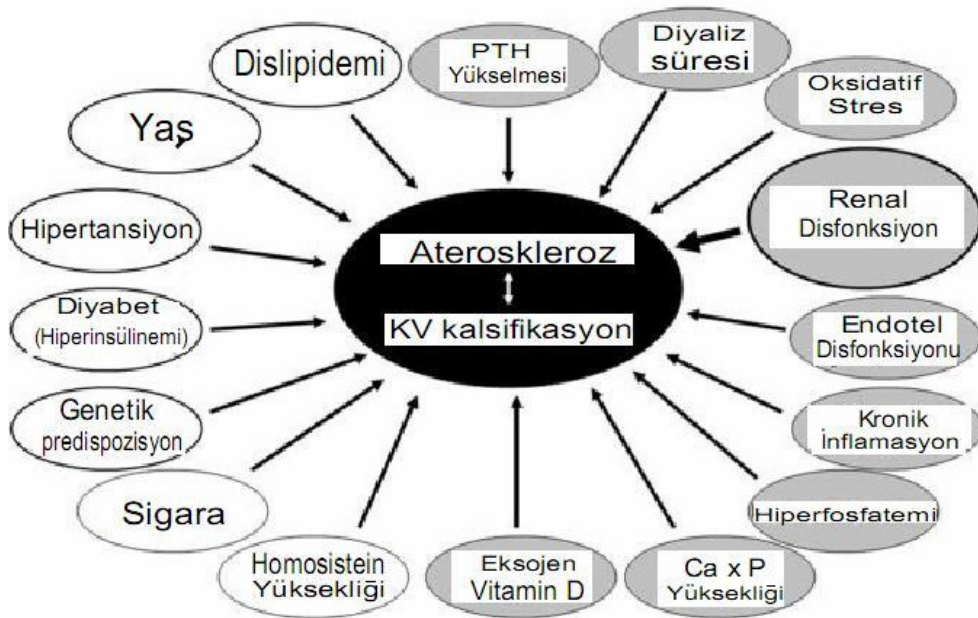 Dislipidemi
PTH
Yükselmesi
Diyaliz
süresi
Oksidatif
Stres
Yaş
Renal
Disfonksiyon
Hipertansiyon
Ateroskleroz
KV kalsifikasyon
Diyabet
(Hiperinsülinemi)
Endotel
Disfonksiyonu
Genetik
predispozisyon
Kronik
İnflamasyon
Sigara
Hiperfosfatemi
Homosistein
Yüksekliği
Eksojen
Vitamin D
Ca x P
Yüksekliği